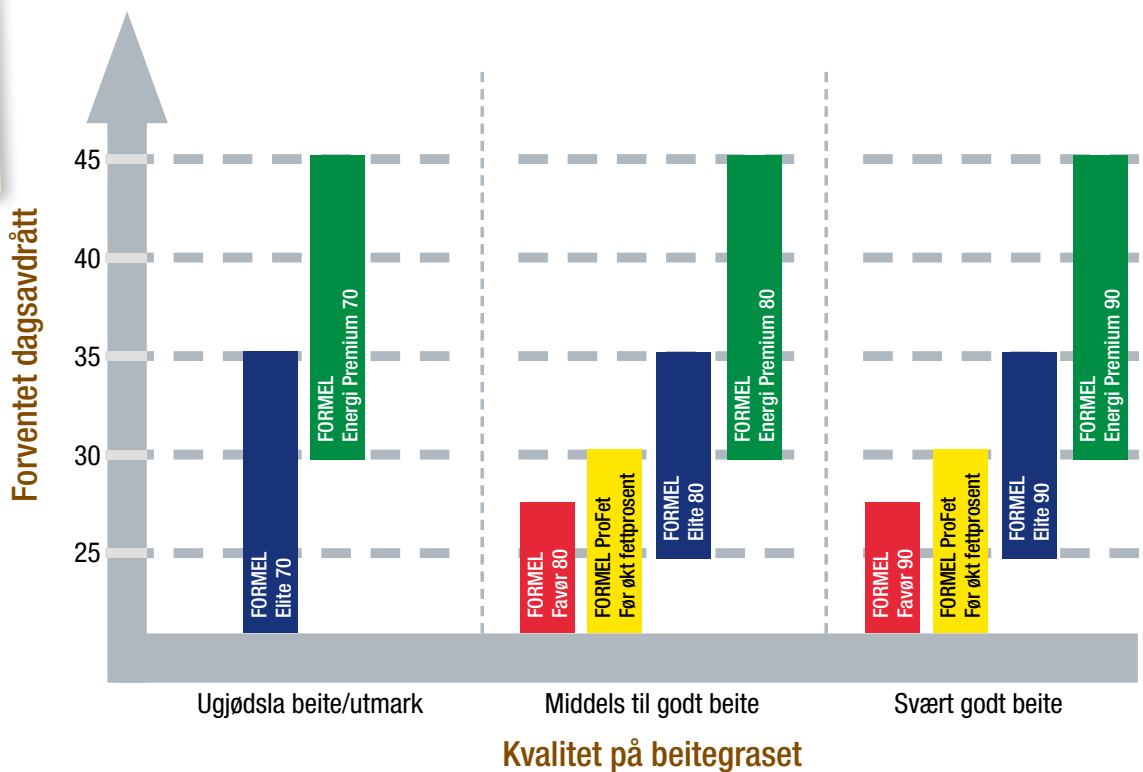 Forventet dagsavdrått
45
40
35
30
25
FORMEL
Elite 70
FORMEL
Energi Premium 70
FORMEL
Favør 80
FORMEL ProFet
Før økt fettprosent
FORMEL
Elite 80
FORMEL
Energi Premium 80
FORMEL
Favør 90
FORMEL ProFet
Før økt fettprosent
FORMEL
Elite 90
FORMEL
Energi Premium 90
Ugjødsla beite/utmark
Middels til godt beite
Svært godt beite
Kvalitet på beitegraset